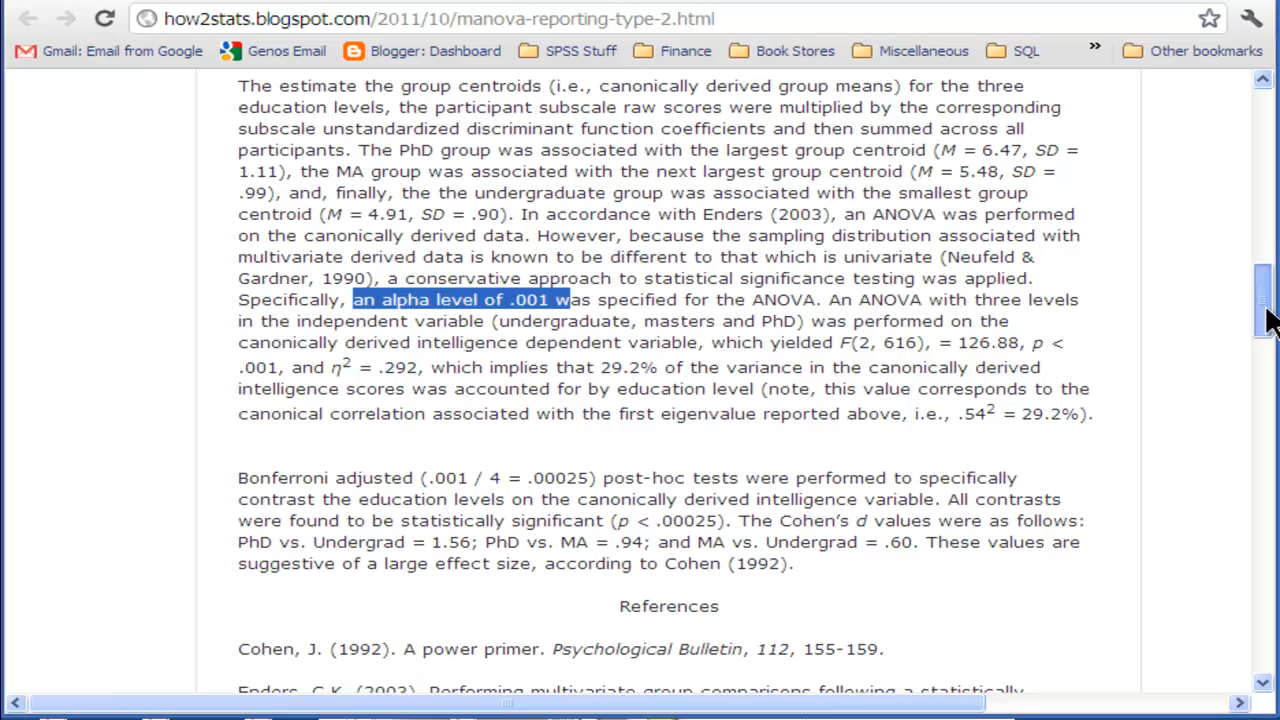 how2stats.blogspot.com/2011/10/manova-reporting-type-2.html
Gmail: Email from Google Genos Email Blogger: Dashboard SPSS Stuff Finance Book Stores Miscellaneous SQL » Other bookmarks
The estimate the group centroids (i.e., canonically derived group means) for the three
education levels, the participant subscale raw scores were multiplied by the corresponding
subscale unstandardized discriminant function coefficients and then summed across all
participants. The PhD group was associated with the largest group centroid (M = 6.47, SD =
1.11), the MA group was associated with the next largest group centroid (M = 5.48, SD =
.99), and, finally, the the undergraduate group was associated with the smallest group
centroid (M = 4.91, SD = .90). In accordance with Enders (2003), an ANOVA was performed
on the canonically derived data. However, because the sampling distribution associated with
multivariate derived data is known to be different to that which is univariate (Neufeld &
Gardner, 1990), a conservative approach to statistical significance testing was applied.
Specifically, an alpha level of .001 was specified for the ANOVA. An ANOVA with three levels
in the independent variable (undergraduate, masters and PhD) was performed on the
canonically derived intelligence dependent variable, which yielded F(2, 616), = 126.88, p <
.001, and η² = .292, which implies that 29.2% of the variance in the canonically derived
intelligence scores was accounted for by education level (note, this value corresponds to the
canonical correlation associated with the first eigenvalue reported above, i.e., .54² = 29.2%).
Bonferroni adjusted (.001 / 4 = .00025) post-hoc tests were performed to specifically
contrast the education levels on the canonically derived intelligence variable. All contrasts
were found to be statistically significant (p < .00025). The Cohen’s d values were as follows:
PhD vs. Undergrad = 1.56; PhD vs. MA = .94; and MA vs. Undergrad = .60. These values are
suggestive of a large effect size, according to Cohen (1992).
References
Cohen, J. (1992). A power primer. Psychological Bulletin, 112, 155-159.
Enders, C.K. (2003). Performing multivariate group comparisons following a statistically